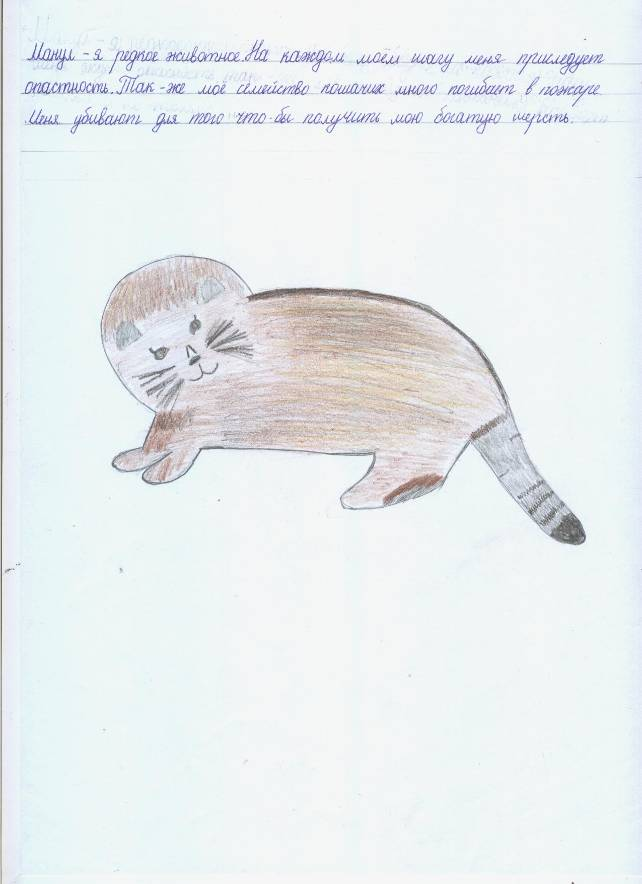 Манул - я редкое животное. На каждом моём шагу меня приследует
опастность. Так-же моё семейство кошачих много погибает в пожаре
Меня убивают для того что-бы получить мою богатую шерсть.